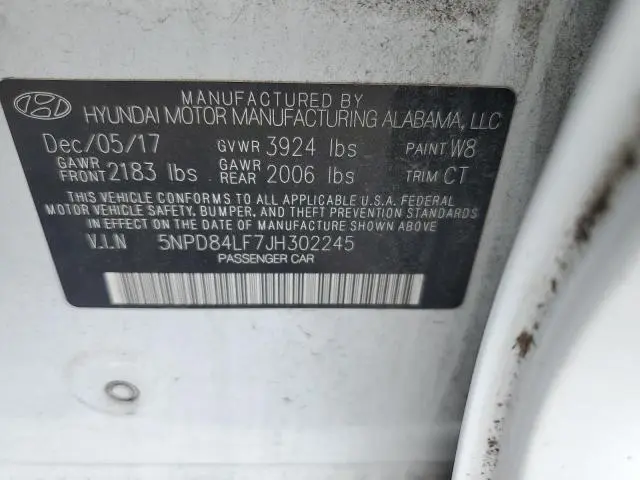 MANUFACTURED BY
HYUNDAI MOTOR MANUFACTURING ALABAMA, LLC
Dec/05/17 GVWR 3924 lbs PAINT W8
GAWR FRONT 2183 lbs GAWR REAR 2006 lbs TRIM CT
THIS VEHICLE CONFORMS TO ALL APPLICABLE U.S.A. FEDERAL
MOTOR VEHICLE SAFETY, BUMPER, AND THEFT PREVENTION STANDARDS
IN EFFECT ON THE DATE OF MANUFACTURE SHOWN ABOVE.
V.I.N 5NPD84LF7JH302245
PASSENGER CAR